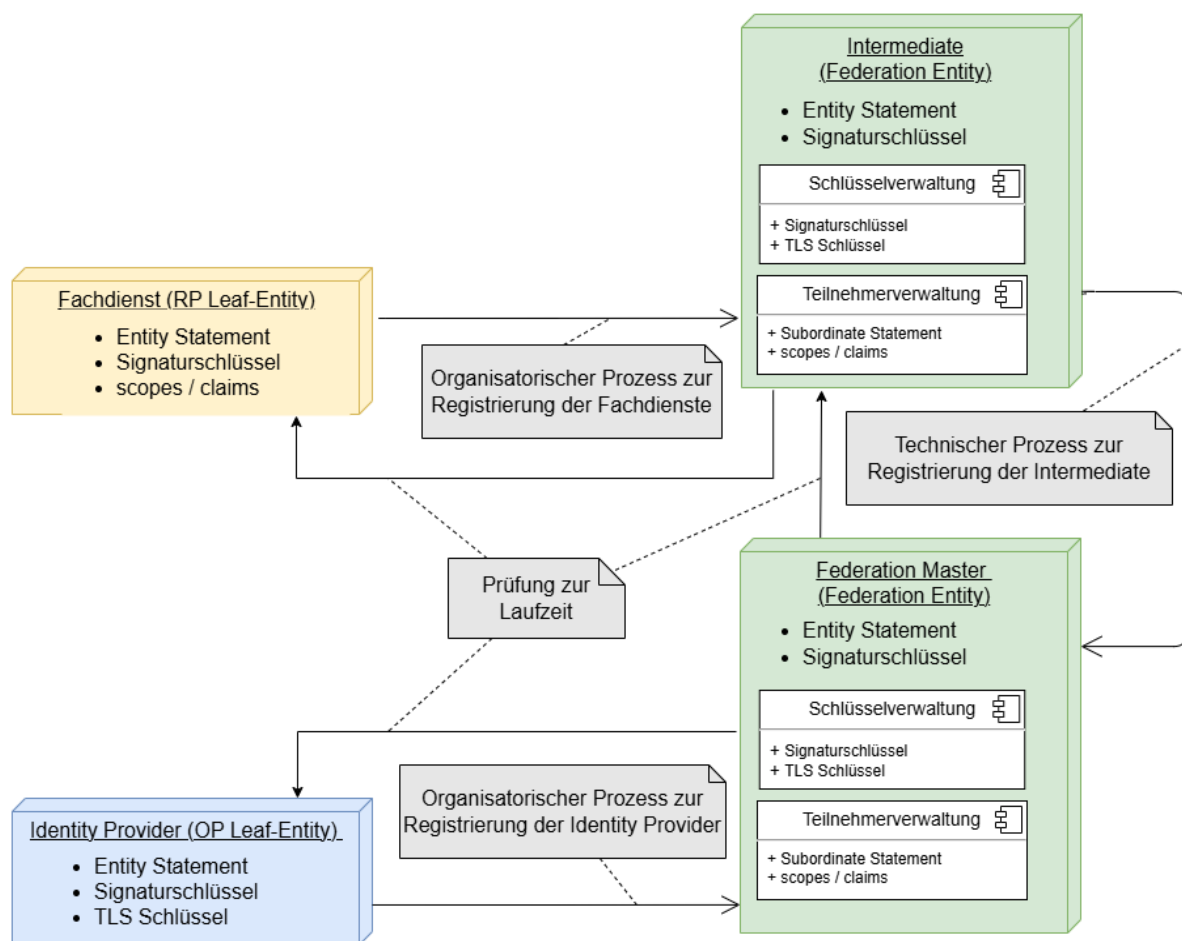 Intermediate
(Federation Entity)
• Entity Statement
• Signaturschlüssel
Schlüsselverwaltung
+ Signaturschlüssel
+ TLS Schlüssel
Teilnehmerverwaltung
+ Subordinate Statement
+ scopes / claims
Fachdienst (RP Leaf-Entity)
• Entity Statement
• Signaturschlüssel
• scopes / claims
Organisatorischer Prozess zur
Registrierung der Fachdienste
Technischer Prozess zur
Registrierung der Intermediate
Prüfung zur
Laufzeit
Federation Master
(Federation Entity)
• Entity Statement
• Signaturschlüssel
Schlüsselverwaltung
+ Signaturschlüssel
+ TLS Schlüssel
Teilnehmerverwaltung
+ Subordinate Statement
+ scopes / claims
Organisatorischer Prozess zur
Registrierung der Identity Provider
Identity Provider (OP Leaf-Entity)
• Entity Statement
• Signaturschlüssel
• TLS Schlüssel